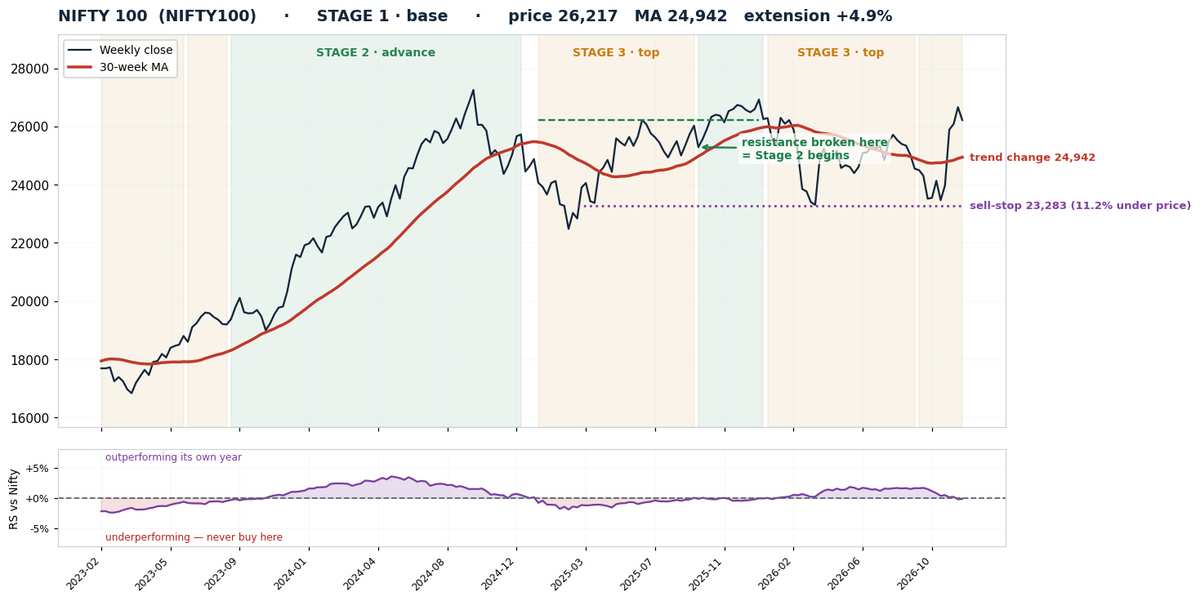 NIFTY 100 (NIFTY100) · STAGE 1 · base · price 26,217 MA 24,942 extension +4.9%
Weekly close
30-week MA
STAGE 2 · advance
STAGE 3 · top
STAGE 3 · top
28000
26000
24000
22000
20000
18000
16000
resistance broken here
= Stage 2 begins
trend change 24,942
sell-stop 23,283 (11.2% under price)
RS vs Nifty
+5%
+0%
-5%
outperforming its own year
underperforming — never buy here
2023-02
2023-05
2023-09
2024-01
2024-04
2024-08
2024-12
2025-03
2025-07
2025-11
2026-02
2026-06
2026-10